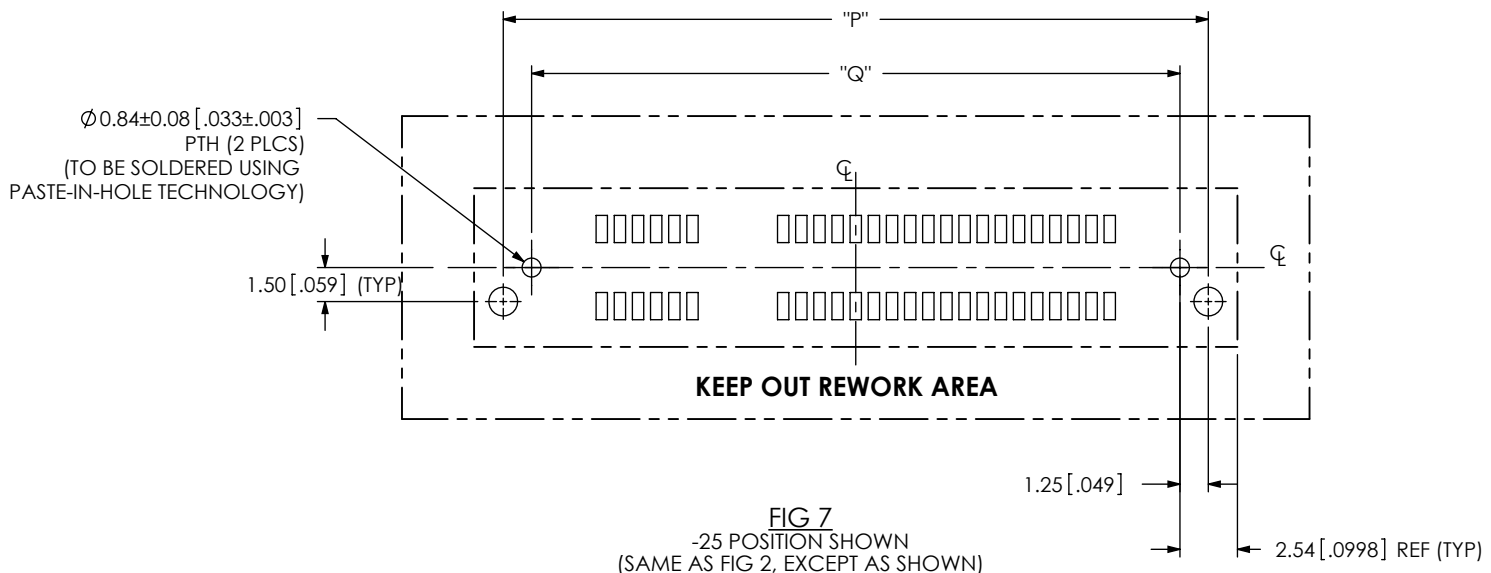 "P"
"Q"
Ø0.84±0.08 [.033±.003]
PTH (2 PLCS)
(TO BE SOLDERED USING
PASTE-IN-HOLE TECHNOLOGY)
℄
℄
1.50 [.059] (TYP)
KEEP OUT REWORK AREA
1.25 [.049]
2.54 [.0998] REF (TYP)
FIG 7
-25 POSITION SHOWN
(SAME AS FIG 2, EXCEPT AS SHOWN)